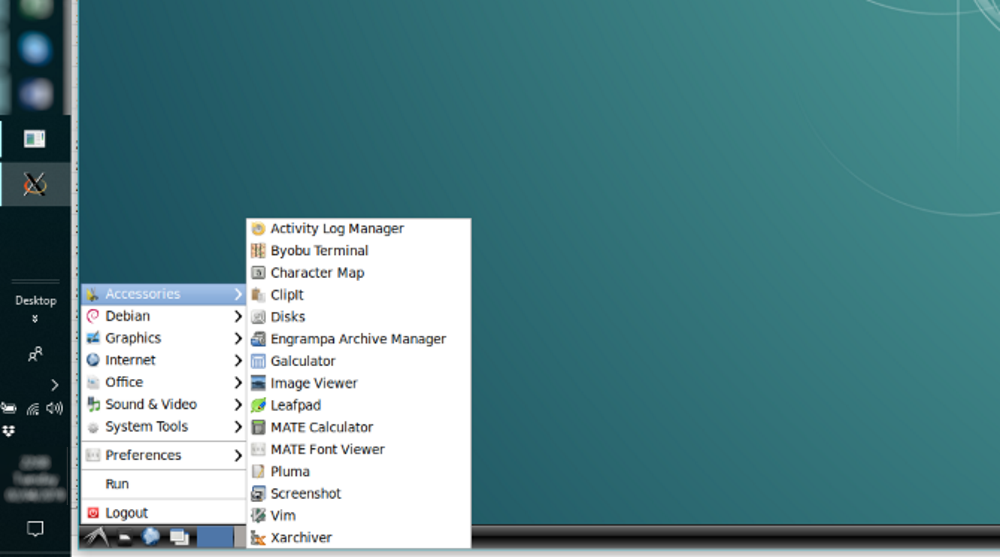 Desktop
Accessories
Debian
Graphics
Internet
Office
Sound & Video
System Tools
Preferences
Run
Logout
Activity Log Manager
Byobu Terminal
Character Map
ClipIt
Disks
Engrampa Archive Manager
Galculator
Image Viewer
Leafpad
MATE Calculator
MATE Font Viewer
Pluma
Screenshot
Vim
Xarchiver